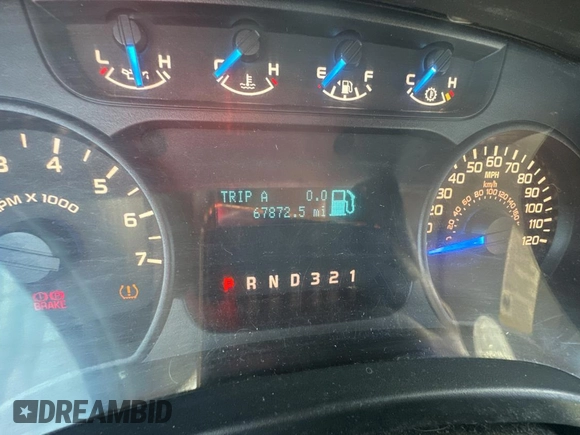 L H
C H
E F
C H
3 4 5 6 7
RPM X 1000
TRIP A 0.0
67872.5 mi
R N D 3 2 1
BRAKE
30 40 50 60 70 80 90 100 110 120
MPH
km/h
DREAMBID